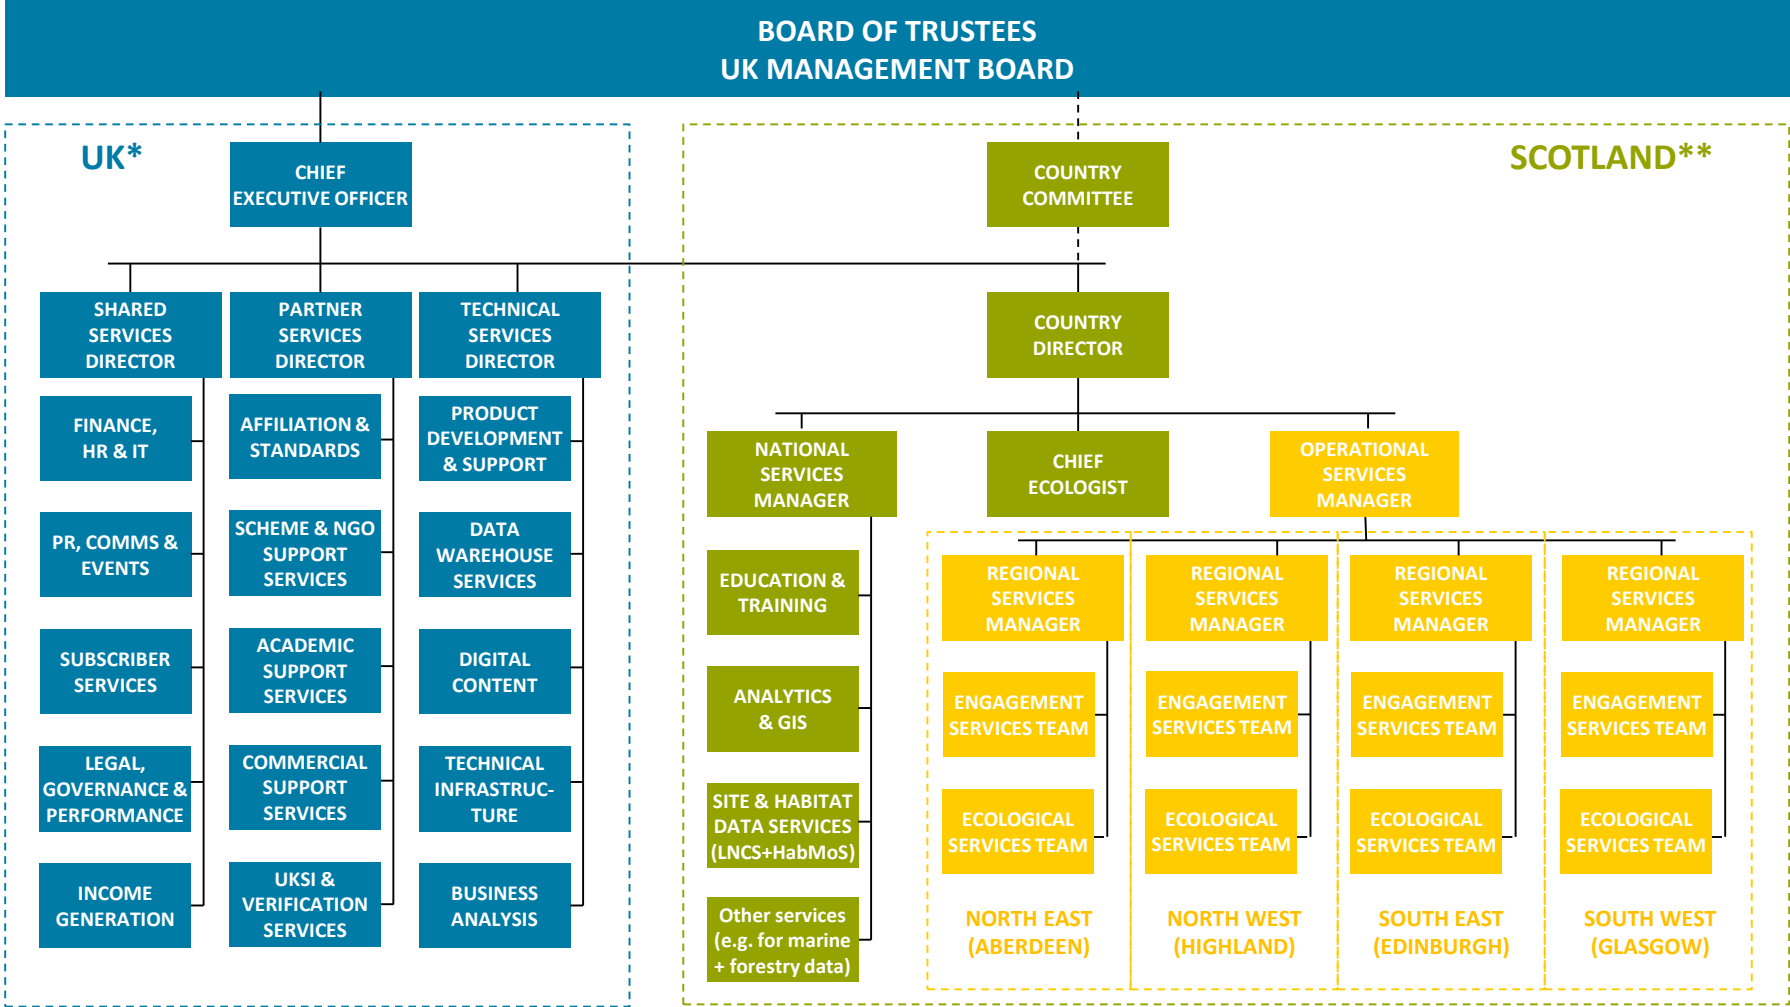 BOARD OF TRUSTEES
UK MANAGEMENT BOARD
UK*
CHIEF
EXECUTIVE OFFICER
SHARED
SERVICES
DIRECTOR
FINANCE,
HR & IT
PR, COMMS &
EVENTS
SUBSCRIBER
SERVICES
LEGAL,
GOVERNANCE &
PERFORMANCE
INCOME
GENERATION
PARTNER
SERVICES
DIRECTOR
AFFILIATION &
STANDARDS
SCHEME & NGO
SUPPORT
SERVICES
ACADEMIC
SUPPORT
SERVICES
COMMERCIAL
SUPPORT
SERVICES
UKSI &
VERIFICATION
SERVICES
TECHNICAL
SERVICES
DIRECTOR
PRODUCT
DEVELOPMENT
& SUPPORT
DATA
WAREHOUSE
SERVICES
DIGITAL
CONTENT
TECHNICAL
INFRASTRUC-
TURE
BUSINESS
ANALYSIS
SCOTLAND**
COUNTRY
COMMITTEE
COUNTRY
DIRECTOR
NATIONAL
SERVICES
MANAGER
EDUCATION &
TRAINING
ANALYTICS
& GIS
SITE & HABITAT
DATA SERVICES
(LNCS+HabMoS)
Other services
(e.g. for marine
+ forestry data)
CHIEF
ECOLOGIST
OPERATIONAL
SERVICES
MANAGER
REGIONAL
SERVICES
MANAGER
ENGAGEMENT
SERVICES TEAM
ECOLOGICAL
SERVICES TEAM
NORTH EAST
(ABERDEEN)
REGIONAL
SERVICES
MANAGER
ENGAGEMENT
SERVICES TEAM
ECOLOGICAL
SERVICES TEAM
NORTH WEST
(HIGHLAND)
REGIONAL
SERVICES
MANAGER
ENGAGEMENT
SERVICES TEAM
ECOLOGICAL
SERVICES TEAM
SOUTH EAST
(EDINBURGH)
REGIONAL
SERVICES
MANAGER
ENGAGEMENT
SERVICES TEAM
ECOLOGICAL
SERVICES TEAM
SOUTH WEST
(GLASGOW)